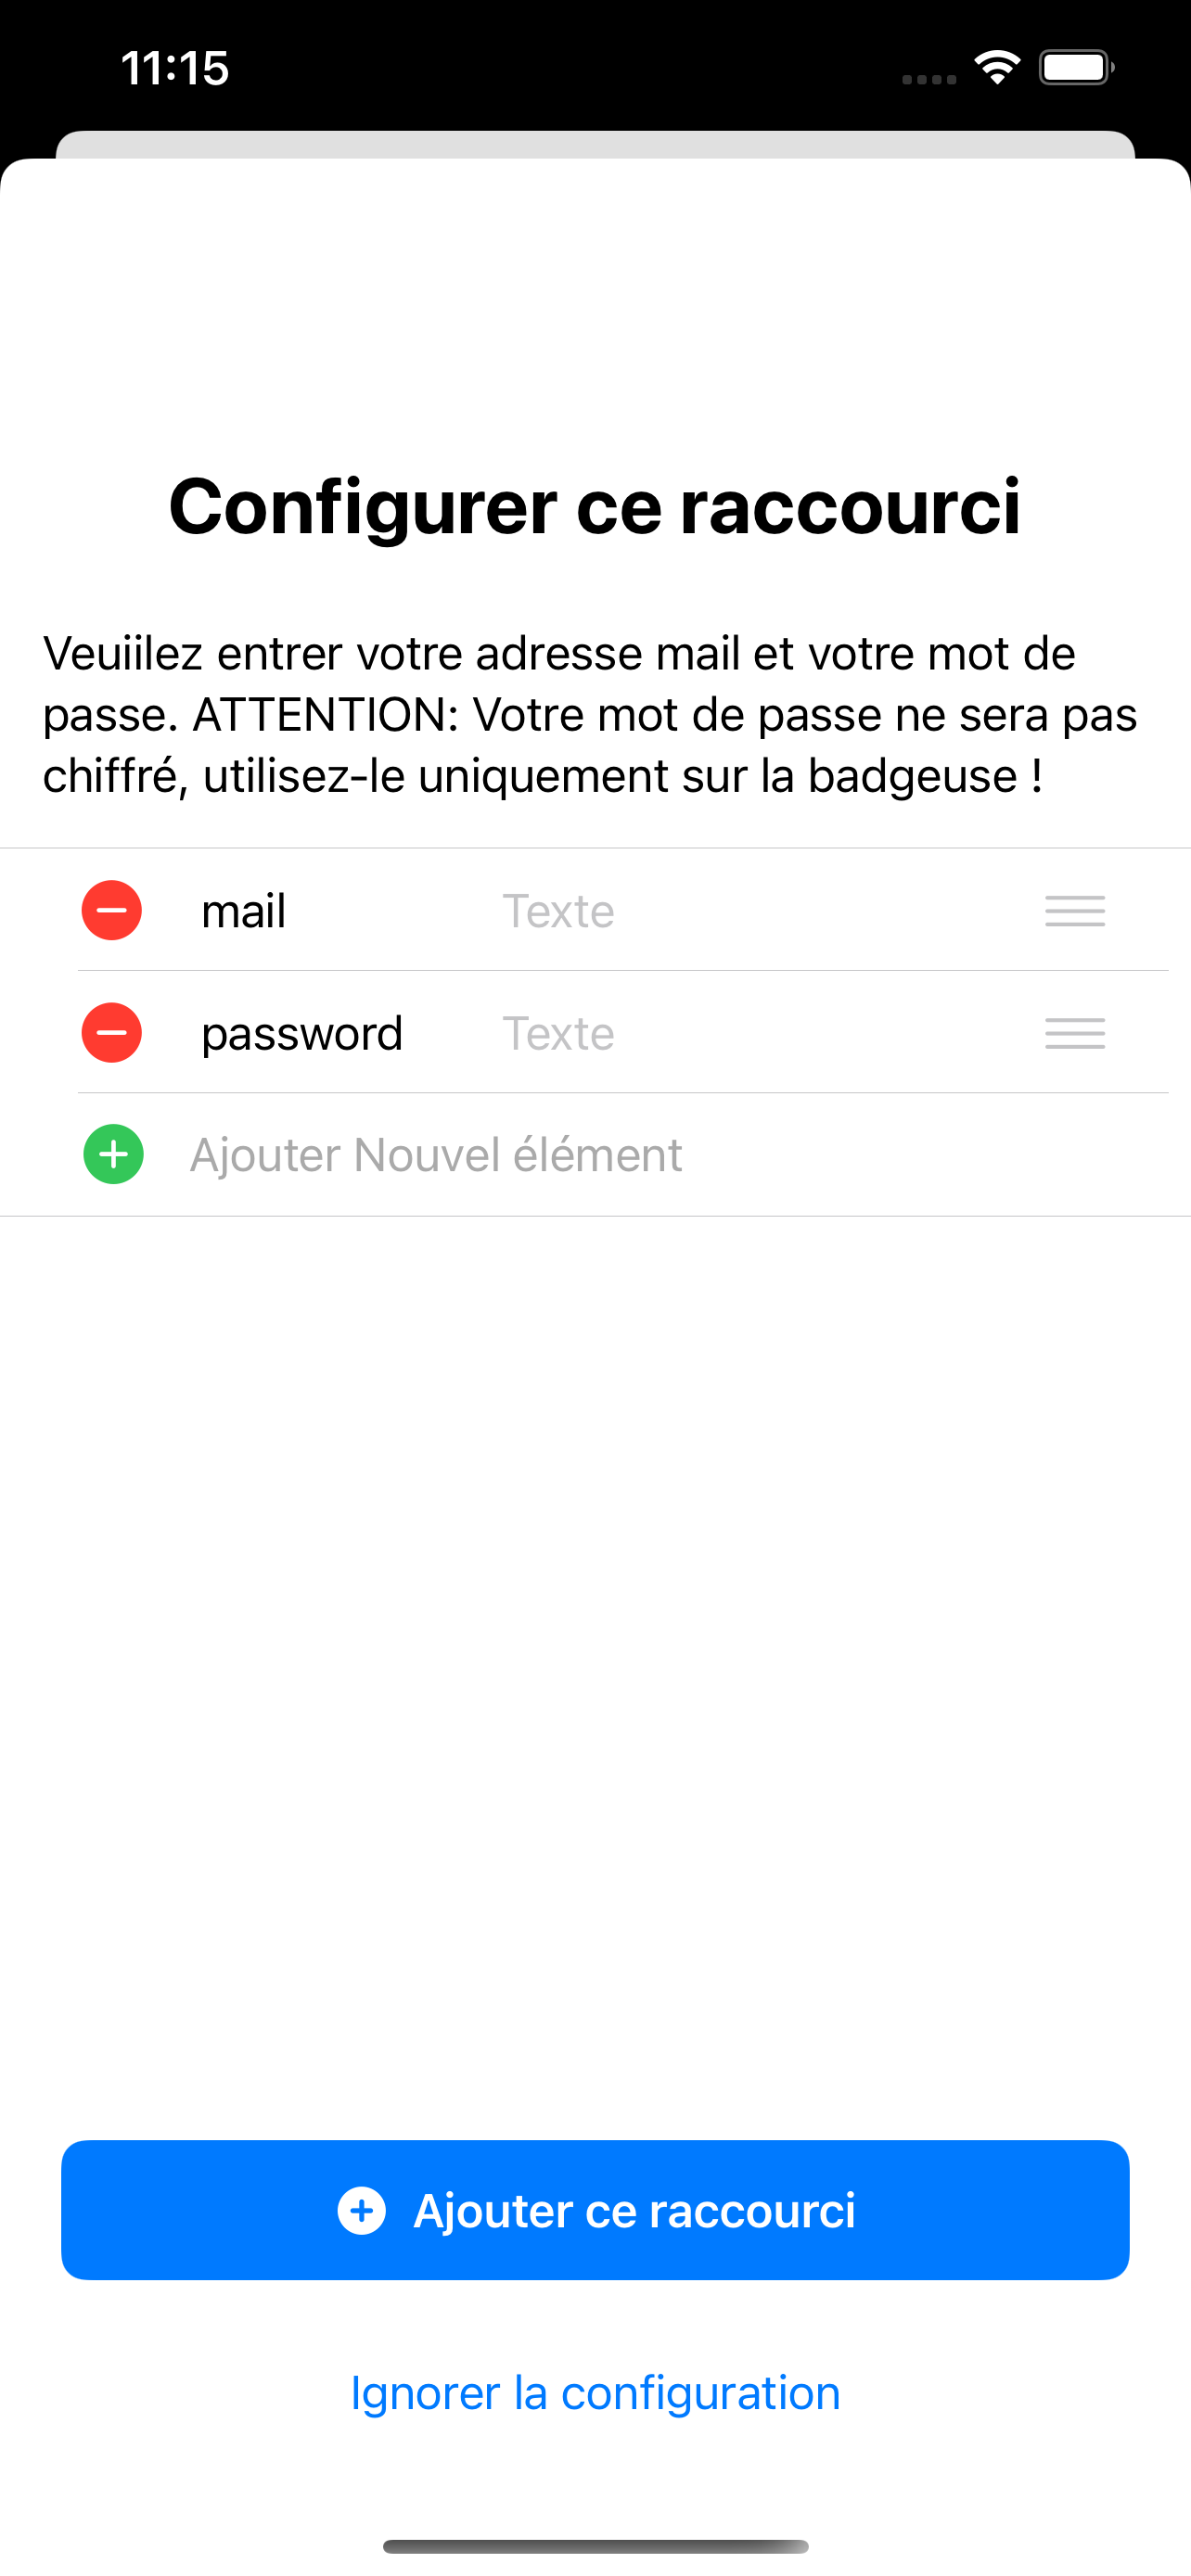 11:15
Configurer ce raccourci
Veuiilez entrer votre adresse mail et votre mot de
passe. ATTENTION: Votre mot de passe ne sera pas
chiffré, utilisez-le uniquement sur la badgeuse !
mail Texte
password Texte
Ajouter Nouvel élément
Ajouter ce raccourci
Ignorer la configuration